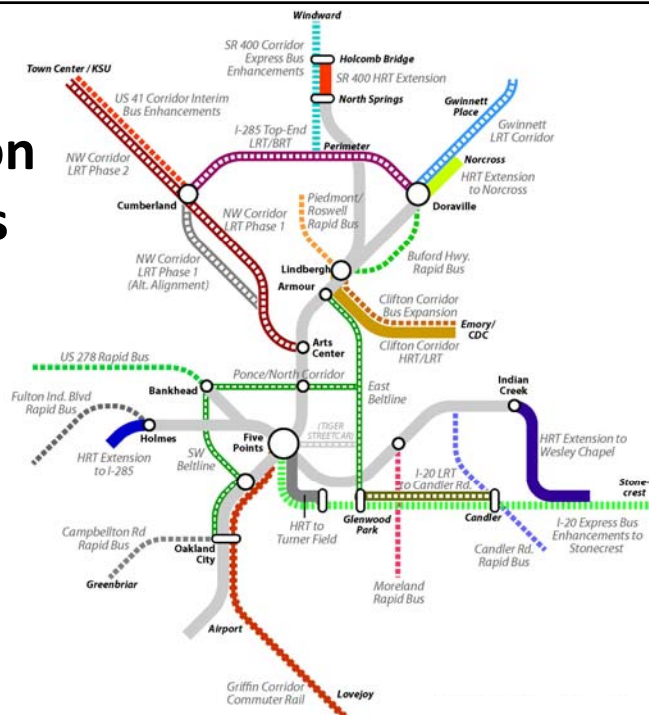 Windward
SR 400 Corridor
Express Bus
Enhancements
Holcomb Bridge
SR 400 HRT Extension
North Springs
Town Center / KSU
US 41 Corridor Interim
Bus Enhancements
on
s
I-285 Top-End
LRT/BRT
Perimeter
Gwinnett
Place
Gwinnett
LRT Corridor
NW Corridor
LRT Phase 2
Norcross
HRT Extension
to Norcross
Cumberland
NW Corridor
LRT Phase 1
Piedmont/
Roswell
Rapid Bus
Doraville
NW Corridor
LRT Phase 1
(Alt. Alignment)
Buford Hwy.
Rapid Bus
Lindbergh
Armour
Clifton Corridor
Bus Expansion
Emory/
CDC
Clifton Corridor
HRT/LRT
Arts
Center
US 278 Rapid Bus
Ponce/North Corridor
Bankhead
East
Beltline
Indian
Creek
Fulton Ind. Blvd
Rapid Bus
Holmes
Five
Points
(TIGER
STREETCAR)
HRT Extension
to I-285
SW
Beltline
HRT Extension to
Wesley Chapel
I-20 LRT
to Candler Rd.
Stone-
crest
HRT to
Turner Field
Glenwood
Park
Candler
I-20 Express Bus
Enhancements to
Stonecrest
Campbellton Rd
Rapid Bus
Oakland
City
Candler Rd.
Rapid Bus
Greenbriar
Moreland
Rapid Bus
Airport
Griffin Corridor
Commuter Rail
Lovejoy